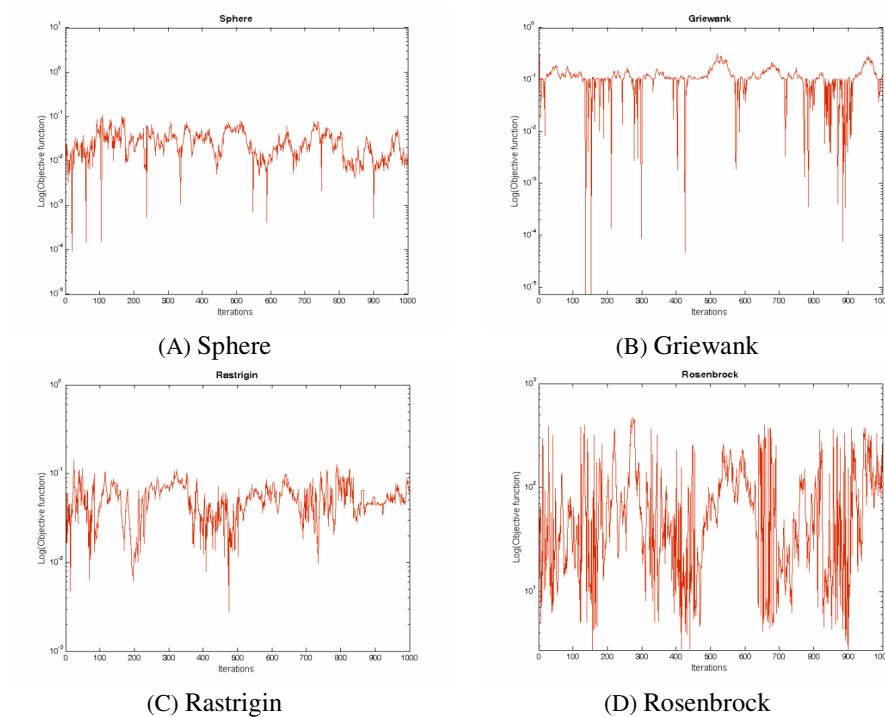 Sphere
Log(Objective function)
10^1
10^0
10^-1
10^-2
10^-3
10^-4
10^-5
0 100 200 300 400 500 600 700 800 900 1000
Iterations
(A) Sphere
Griewank
Log(Objective function)
10^0
10^-1
10^-2
10^-3
10^-4
10^-5
0 100 200 300 400 500 600 700 800 900 100
Iterations
(B) Griewank
Rastrigin
Log(Objective function)
10^0
10^-1
10^-2
10^-3
0 100 200 300 400 500 600 700 800 900 1000
Iterations
(C) Rastrigin
Rosenbrock
Log(Objective function)
10^3
10^2
10^1
0 100 200 300 400 500 600 700 800 900 100
Iterations
(D) Rosenbrock